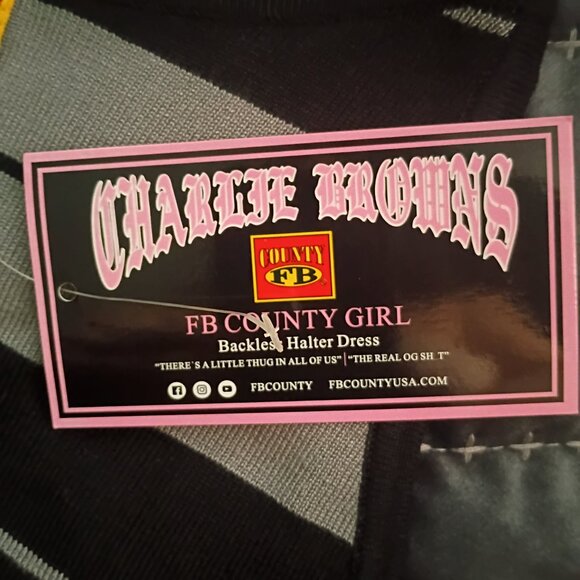 CHARLIE BROWNS
COUNTY
FB
FB COUNTY GIRL
Backless Halter Dress
"THERE`S A LITTLE THUG IN ALL OF US" | "THE REAL OG SH_T"
FBCOUNTY FBCOUNTYUSA.COM